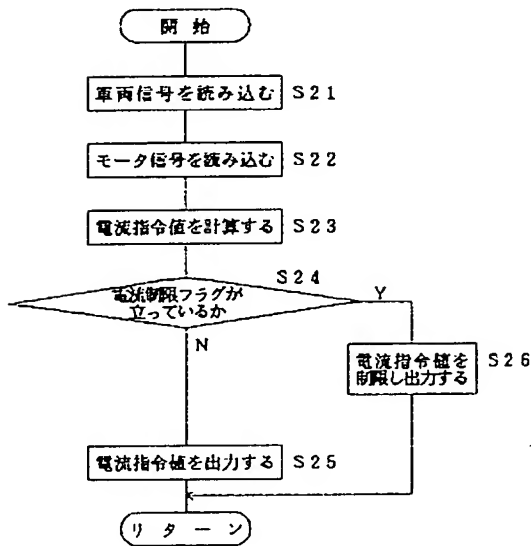 開始
車両信号を読み込む S21
モータ信号を読み込む S22
電流指令値を計算する S23
S24
電流制限フラグが
立っているか
Y
N
電流指令値を
制限し出力する
S26
電流指令値を出力する S25
リターン